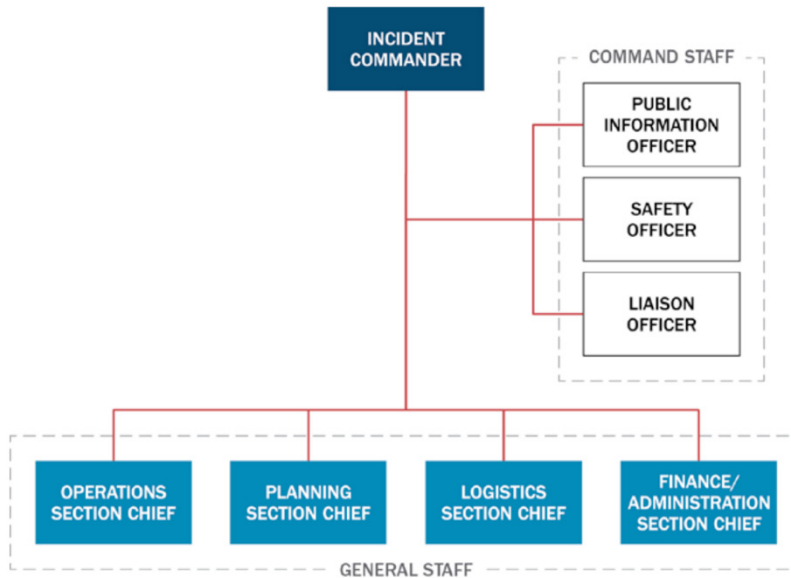 INCIDENT
COMMANDER
COMMAND STAFF
PUBLIC
INFORMATION
OFFICER
SAFETY
OFFICER
LIAISON
OFFICER
OPERATIONS
SECTION CHIEF
PLANNING
SECTION CHIEF
LOGISTICS
SECTION CHIEF
FINANCE/
ADMINISTRATION
SECTION CHIEF
GENERAL STAFF